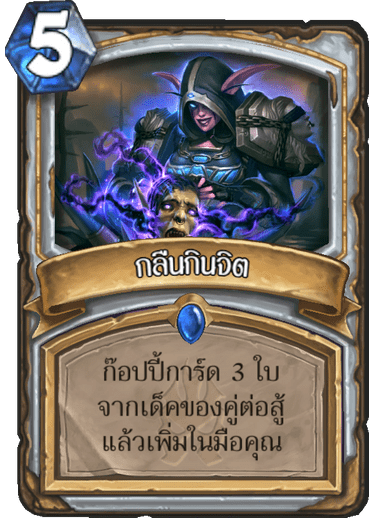 5
กลืนกินจิต
ก๊อปปี้การ์ด 3 ใบ
จากเด็คของคู่ต่อสู้
แล้วเพิ่มในมือคุณ